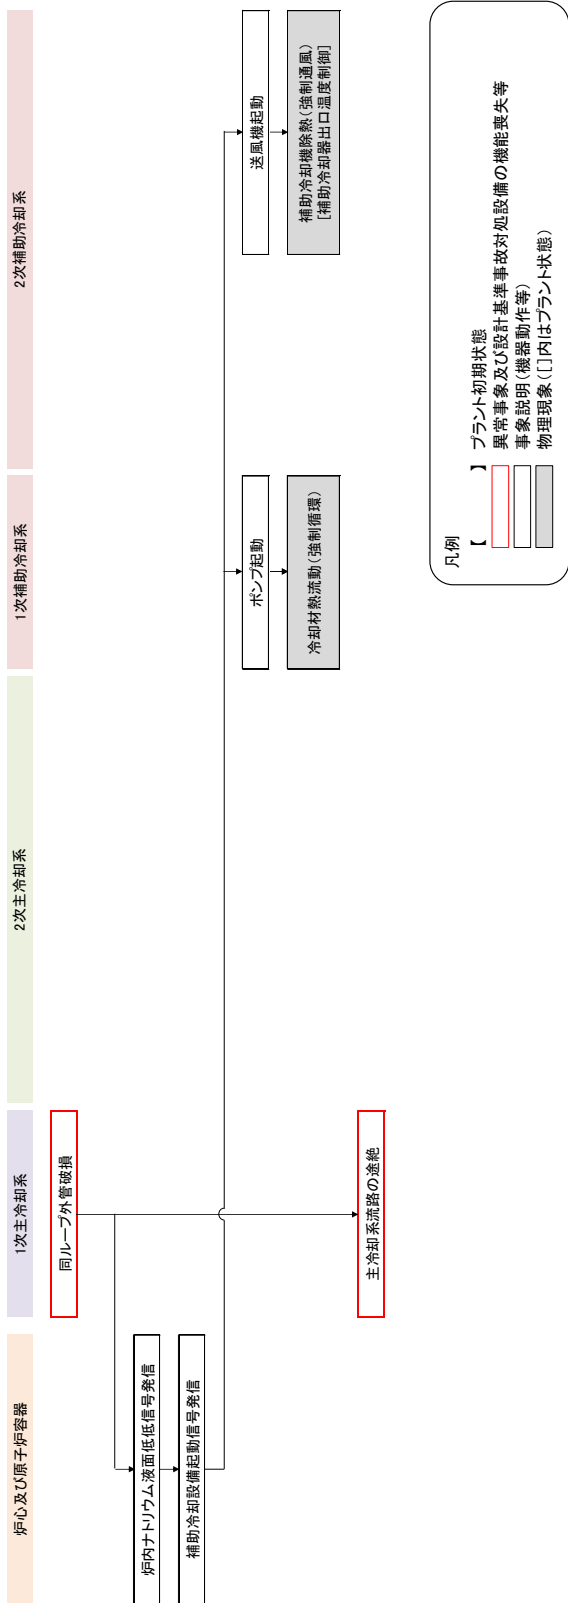 炉心及び原子炉容器
1次主冷却系
2次主冷却系
1次補助冷却系
2次補助冷却系
同ループ外管破損
炉内ナトリウム液面低低信号発信
補助冷却設備起動信号発信
ポンプ起動
送風機起動
冷却材熱流動(強制循環)
補助冷却機除熱(強制通風)
[補助冷却器出口温度制御]
主冷却系流路の途絶
凡例
【　　】 プラント初期状態
異常事象及び設計基準事故対処設備の機能喪失等
事象説明(機器動作等)
物理現象([]内はプラント状態)